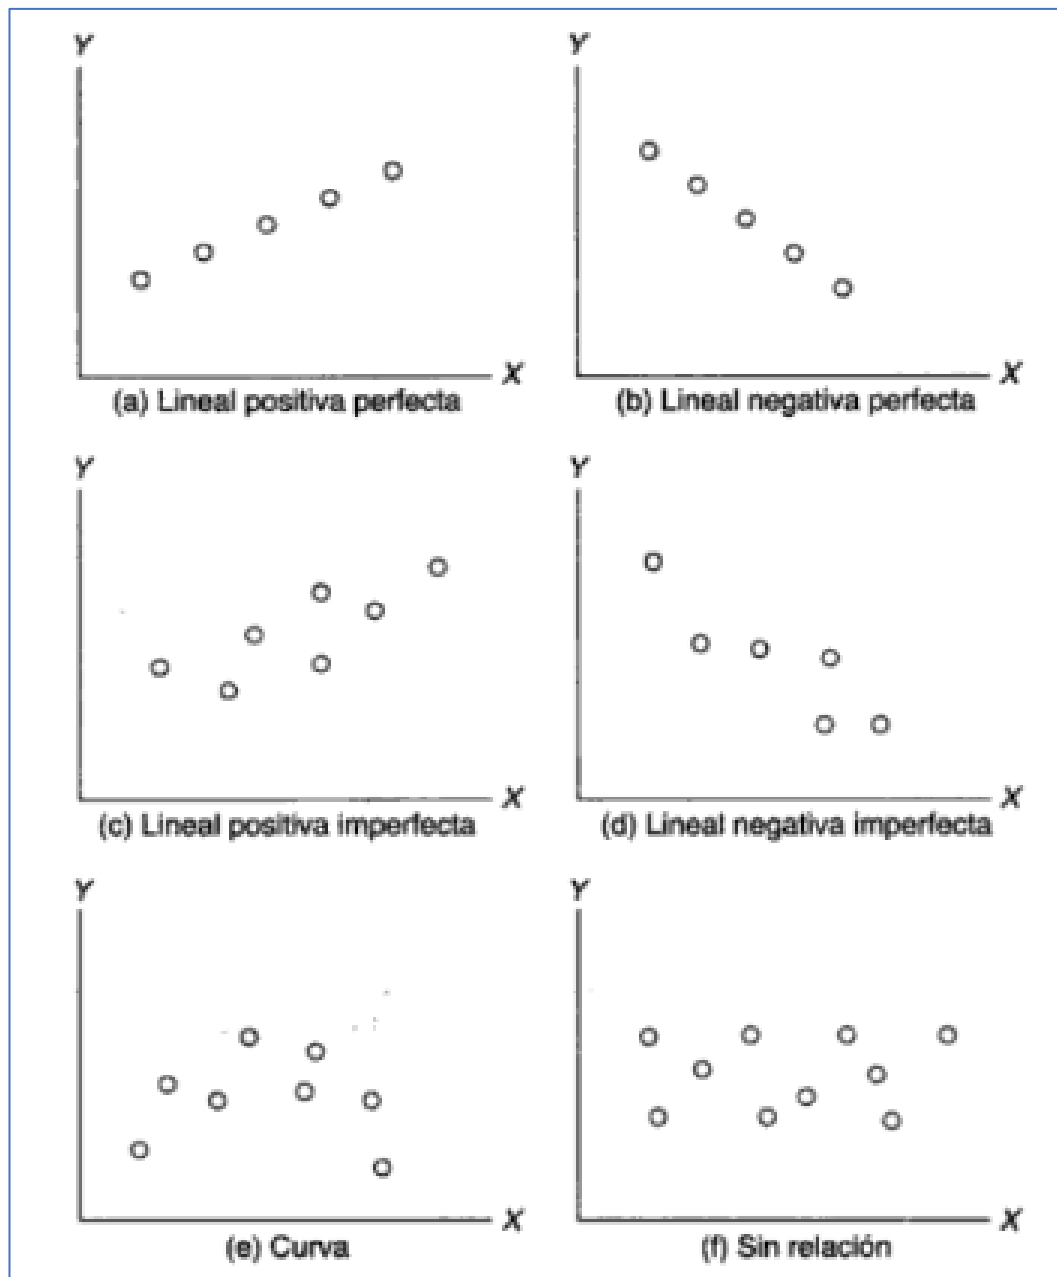 Y
Y
X
X
(a) Lineal positiva perfecta
(b) Lineal negativa perfecta
Y
Y
X
X
(c) Lineal positiva imperfecta
(d) Lineal negativa imperfecta
Y
Y
X
X
(e) Curva
(f) Sin relación